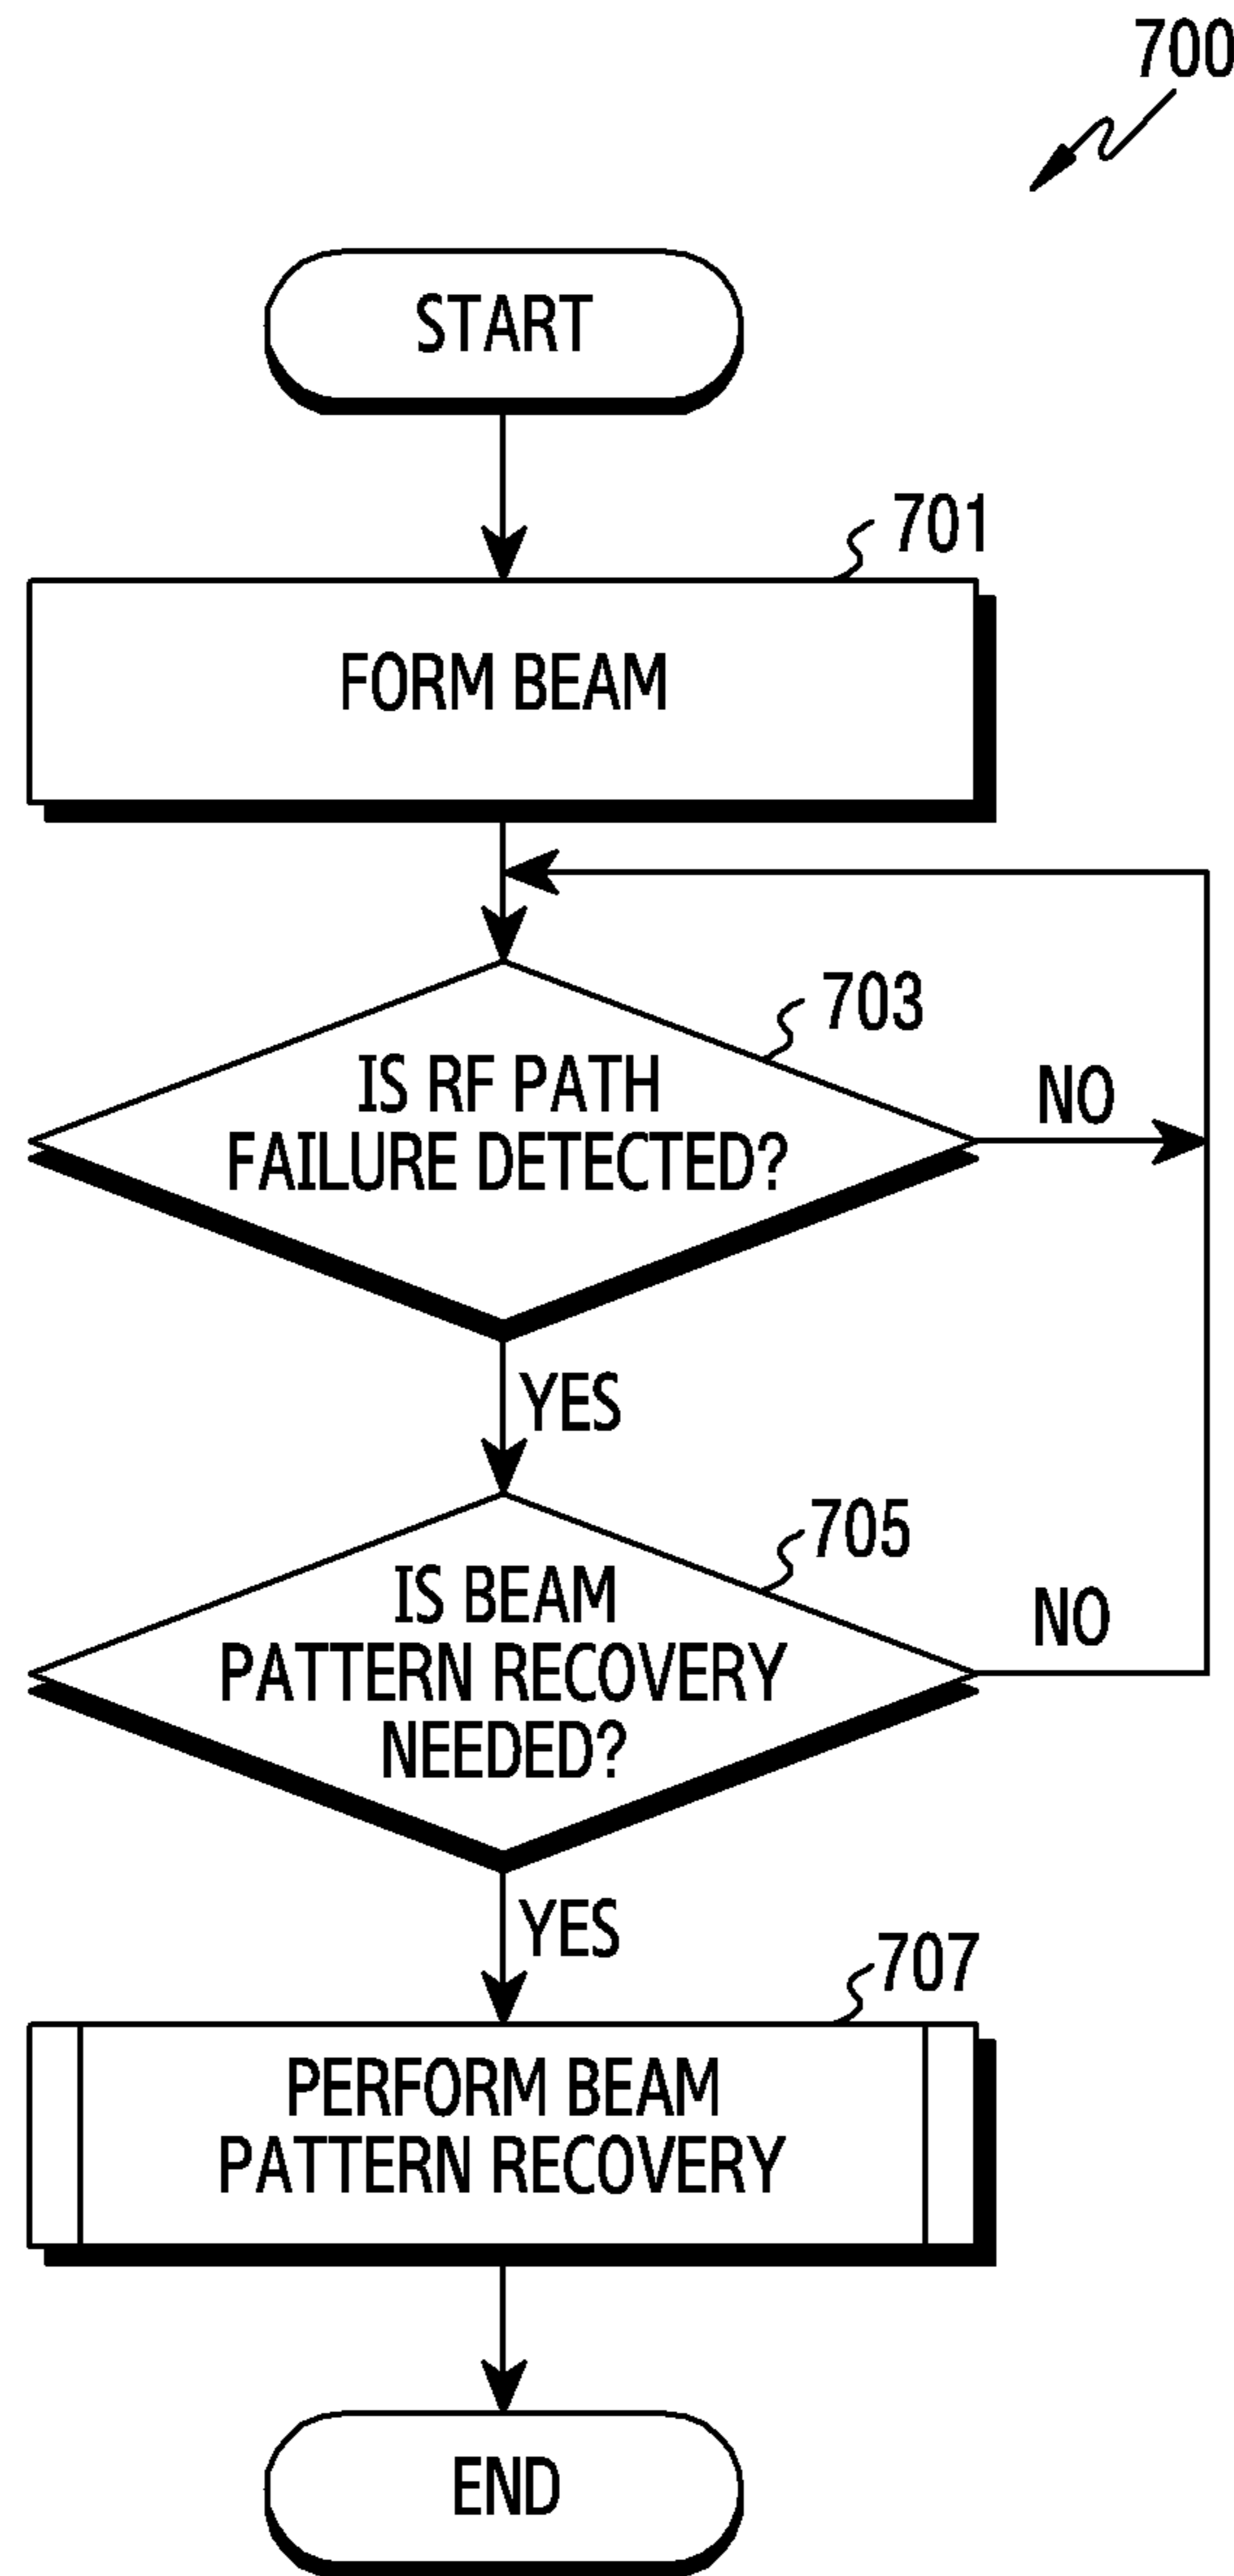 700
START
701
FORM BEAM
703
IS RF PATH
FAILURE DETECTED?
NO
YES
705
IS BEAM
PATTERN RECOVERY
NEEDED?
NO
YES
707
PERFORM BEAM
PATTERN RECOVERY
END